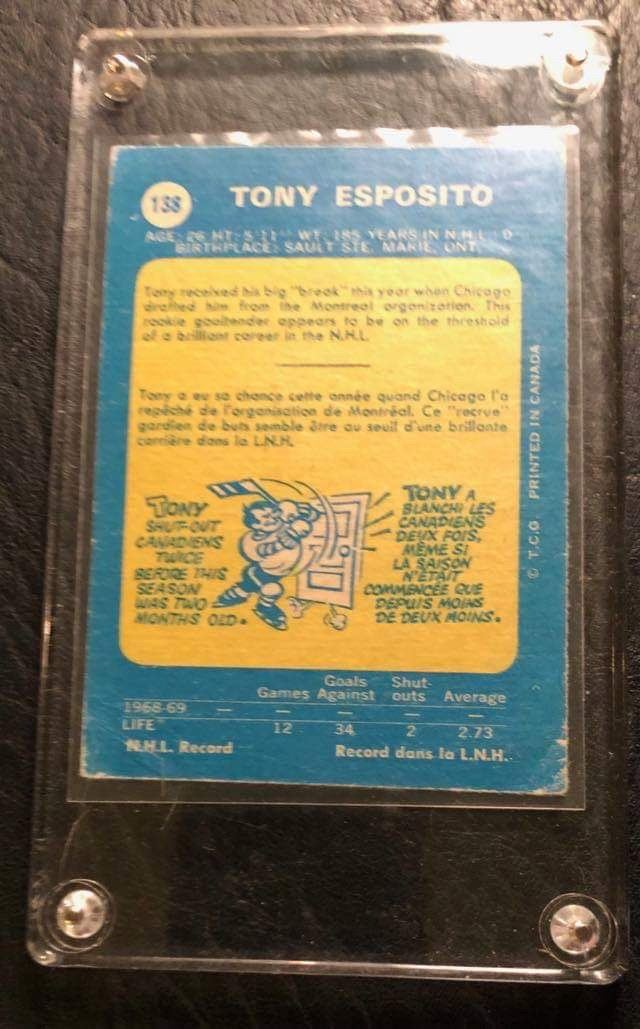 138 TONY ESPOSITO
AGE: 26 HT: 5'11" WT: 185 YEARS IN N.H.L.: 0
BIRTHPLACE: SAULT STE. MARIE, ONT.
Tony received his big "break" this year when Chicago
drafted him from the Montreal organization. This
rookie goaltender appears to be on the threshold
of a brilliant career in the N.H.L.
Tony a eu sa chance cette année quand Chicago l'a
repêché de l'organisation de Montréal. Ce "recrue"
gardien de buts semble être au seuil d'une brillante
carrière dans la L.N.H.
TONY
SHUT-OUT
CANADIENS
TWICE
BEFORE THIS
SEASON
WAS TWO
MONTHS OLD.
TONY A
BLANCHI LES
CANADIENS
DEUX FOIS,
MÊME SI
LA SAISON
N'ÉTAIT
COMMENCÉE QUE
DEPUIS MOINS
DE DEUX MOINS.
© T.C.G. PRINTED IN CANADA
Goals Shut-
Games Against outs Average
1968-69 — — — — —
LIFE 12 34 2 2.73
N.H.L. Record Record dans la L.N.H.